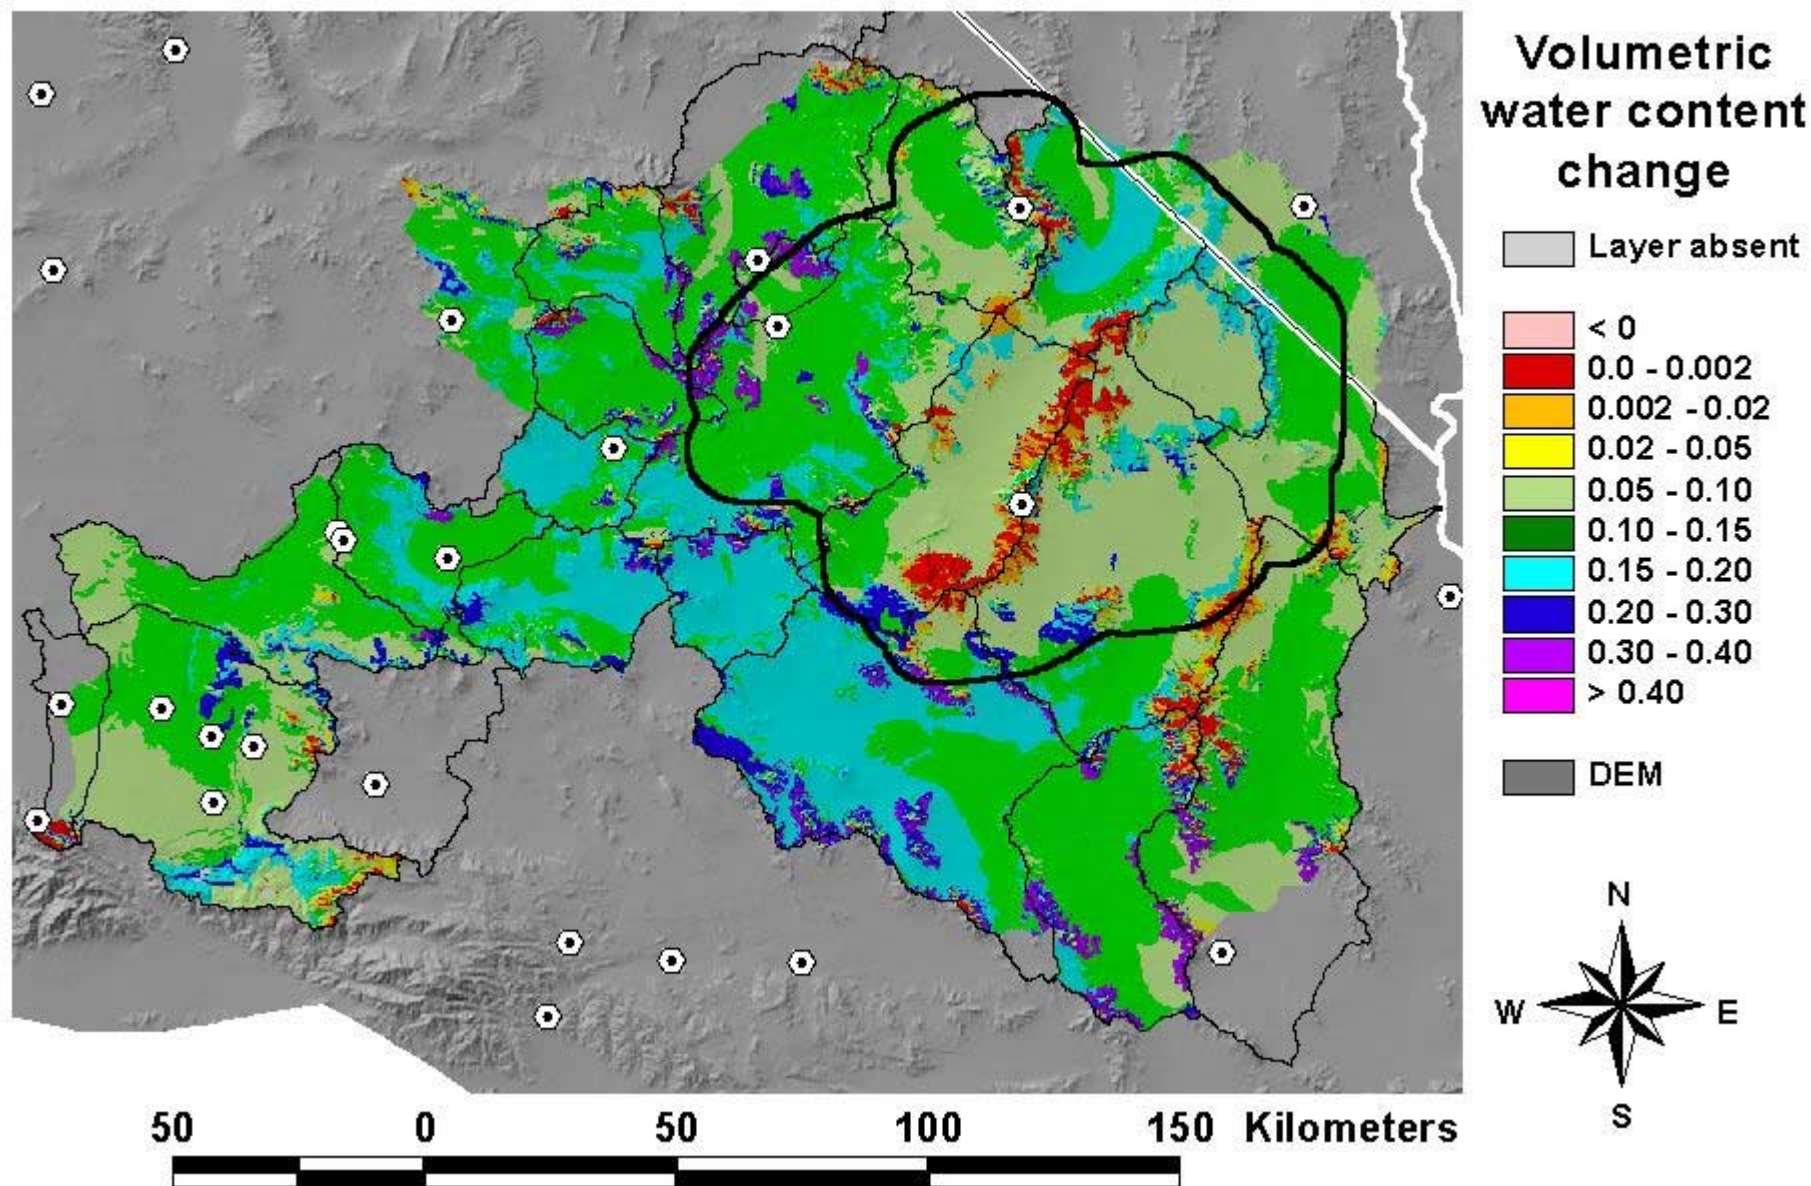 Volumetric
water content
change
Layer absent
< 0
0.0 - 0.002
0.002 - 0.02
0.02 - 0.05
0.05 - 0.10
0.10 - 0.15
0.15 - 0.20
0.20 - 0.30
0.30 - 0.40
> 0.40
DEM
N
W E
S
50 0 50 100 150 Kilometers